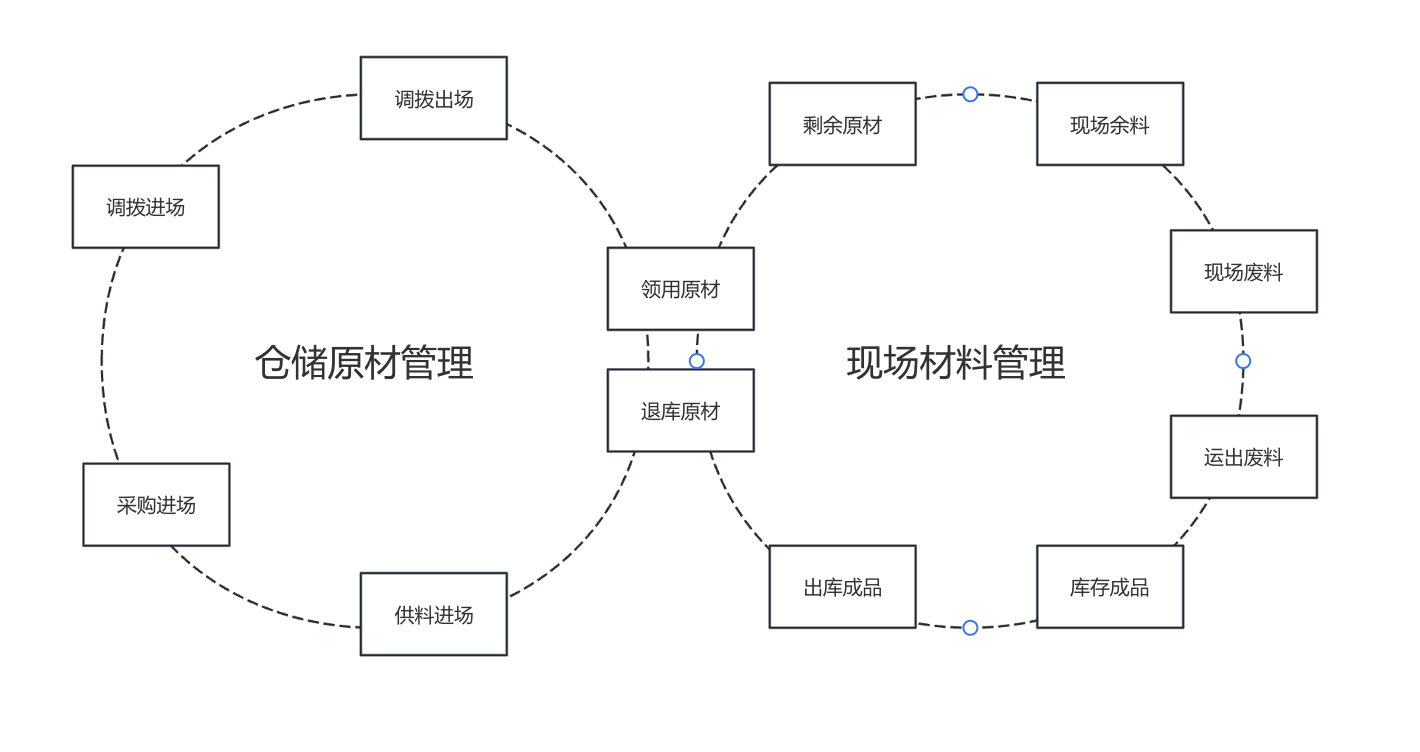 调拨出场
剩余原材
现场余料
调拨进场
现场废料
领用原材
仓储原材管理
现场材料管理
退库原材
运出废料
采购进场
出库成品
库存成品
供料进场